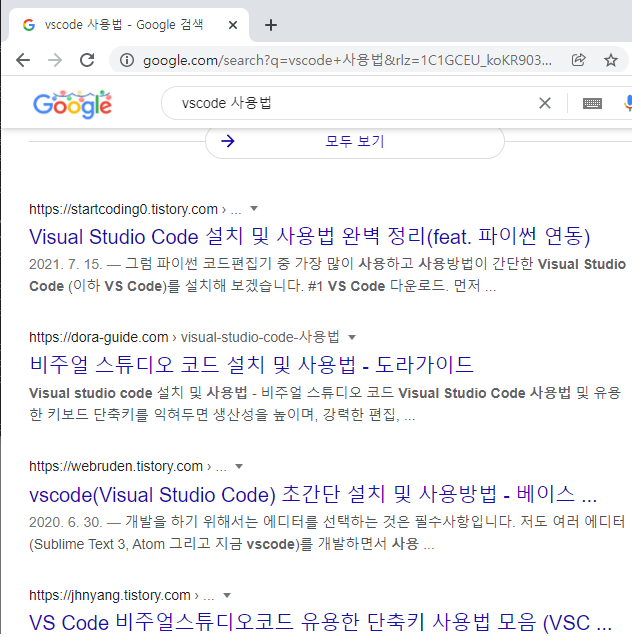 vscode 사용법 - Google 검색
google.com/search?q=vscode+사용법&rlz=1C1GCEU_koKR903...
Google
vscode 사용법
모두 보기
https://startcoding0.tistory.com › ...
Visual Studio Code 설치 및 사용법 완벽 정리(feat. 파이썬 연동)
2021. 7. 15. — 그럼 파이썬 코드편집기 중 가장 많이 사용하고 사용방법이 간단한 Visual Studio
Code (이하 VS Code)를 설치해 보겠습니다. #1 VS Code 다운로드. 먼저 ...
https://dora-guide.com › visual-studio-code-사용법
비주얼 스튜디오 코드 설치 및 사용법 - 도라가이드
Visual studio code 설치 및 사용법 - 비주얼 스튜디오 코드 Visual Studio Code 사용법 및 유용
한 키보드 단축키를 익혀두면 생산성을 높이며, 강력한 편집, ...
https://webruden.tistory.com › ...
vscode(Visual Studio Code) 초간단 설치 및 사용방법 - 베이스 ...
2020. 6. 30. — 개발을 하기 위해서는 에디터를 선택하는 것은 필수사항입니다. 저도 여러 에디터
(Sublime Text 3, Atom 그리고 지금 vscode)를 개발하면서 사용 ...
https://jhnyang.tistory.com › ...
VS Code 비주얼스튜디오코드 유용한 단축키 사용법 모음 (VSC ...